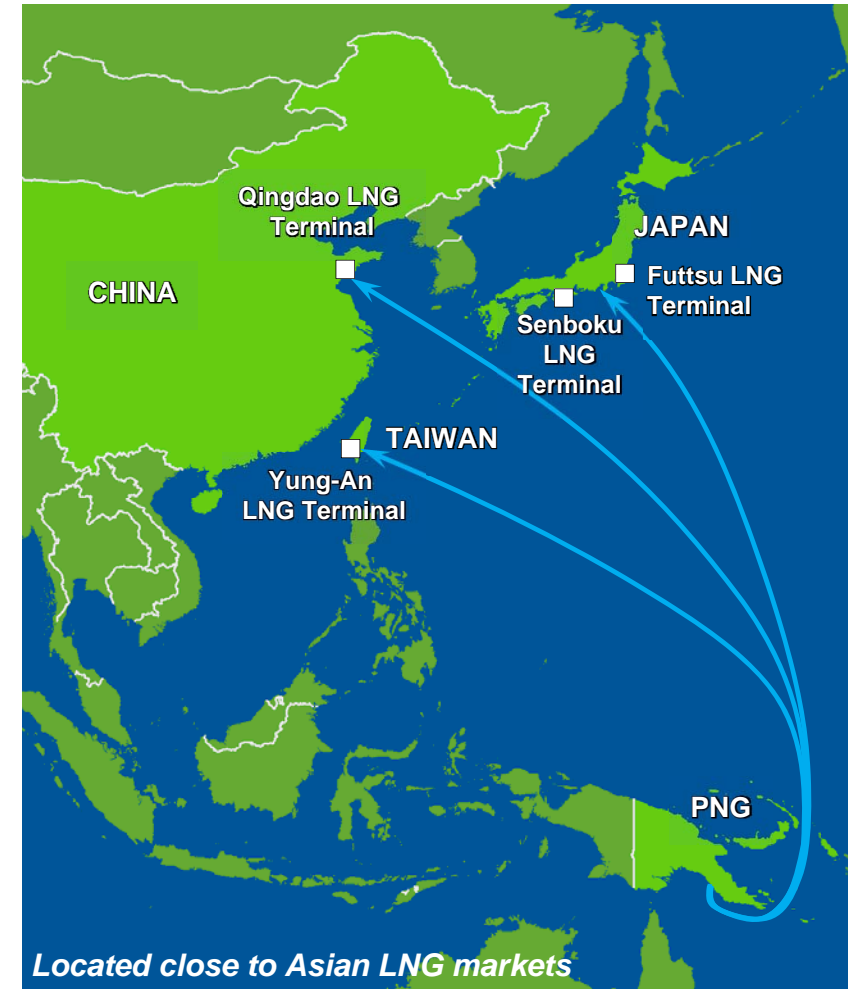 Qingdao LNG
Terminal
JAPAN
CHINA
Futtsu LNG
Terminal
Senboku
LNG
Terminal
TAIWAN
Yung-An
LNG Terminal
PNG
Located close to Asian LNG markets